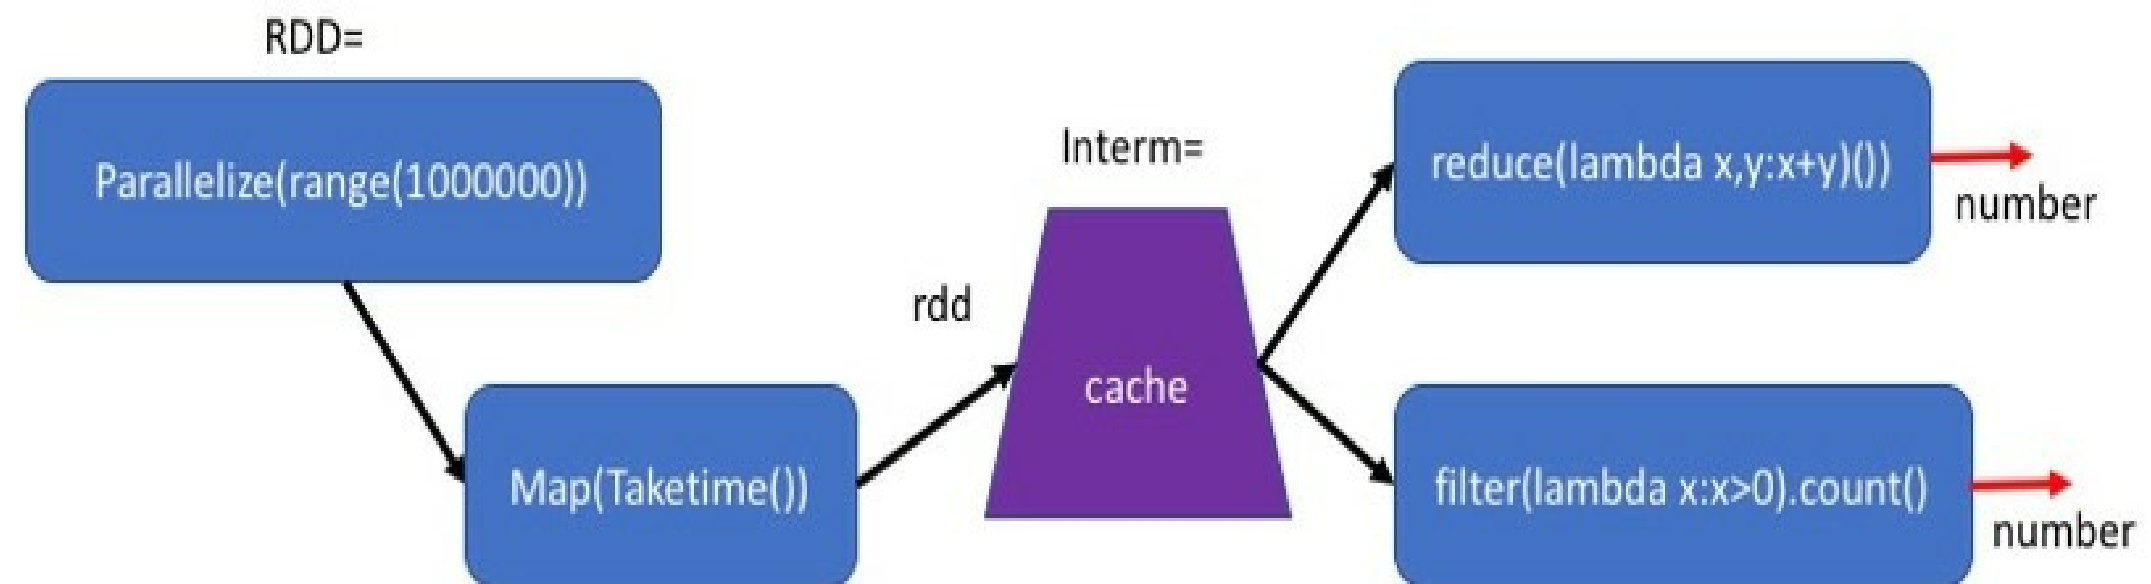 RDD=
Parallelize(range(1000000))
Map(Taketime())
rdd
Interm=
cache
reduce(lambda x,y:x+y)())
number
filter(lambda x:x>0).count()
number